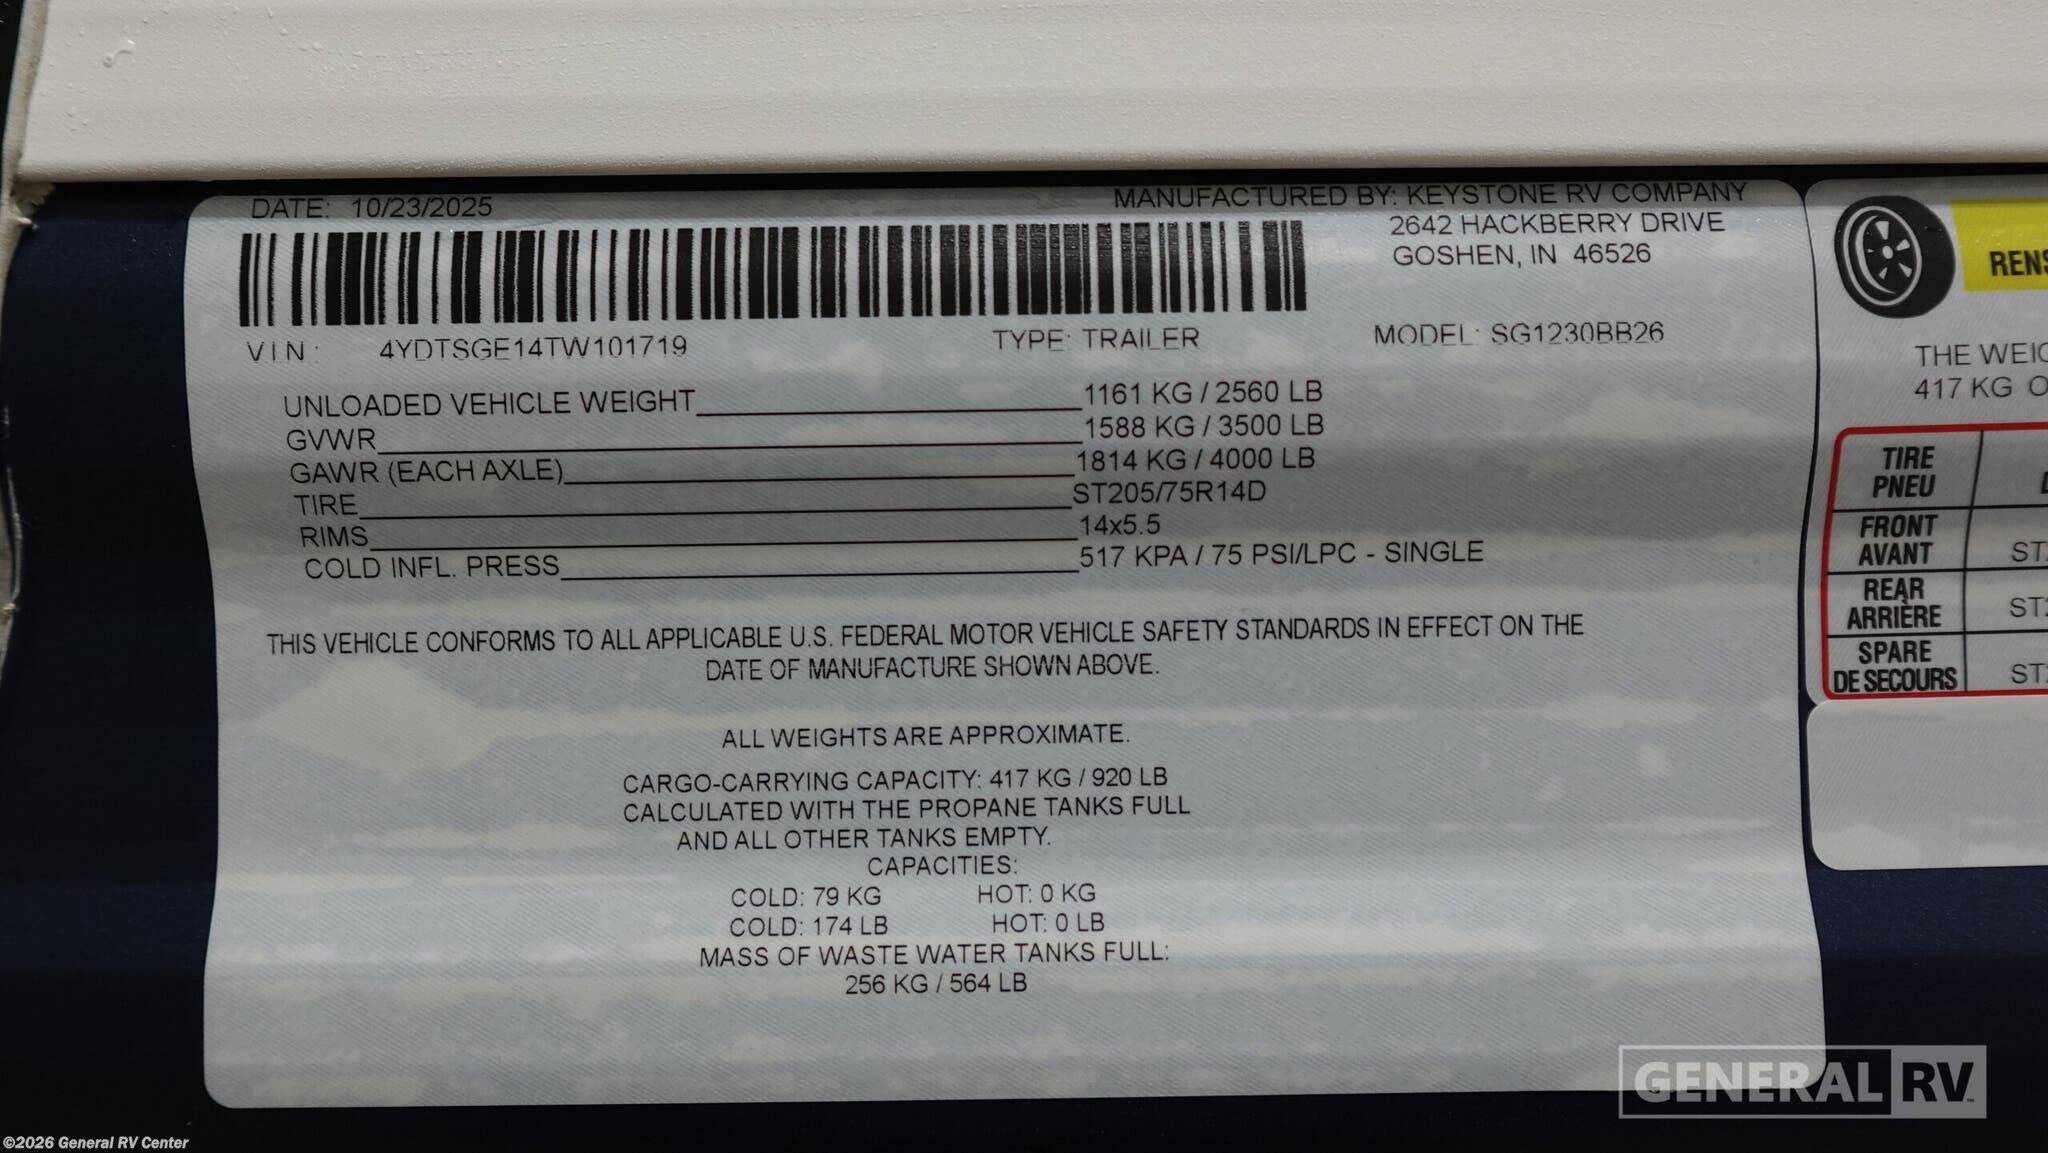 DATE: 10/23/2025
MANUFACTURED BY: KEYSTONE RV COMPANY
2642 HACKBERRY DRIVE
GOSHEN, IN 46526
VIN: 4YDTSGE14TW101719 TYPE: TRAILER MODEL: SG1230BB26
UNLOADED VEHICLE WEIGHT 1161 KG / 2560 LB
GVWR 1588 KG / 3500 LB
GAWR (EACH AXLE) 1814 KG / 4000 LB
TIRE ST205/75R14D
RIMS 14x5.5
COLD INFL. PRESS 517 KPA / 75 PSI/LPC - SINGLE
THIS VEHICLE CONFORMS TO ALL APPLICABLE U.S. FEDERAL MOTOR VEHICLE SAFETY STANDARDS IN EFFECT ON THE
DATE OF MANUFACTURE SHOWN ABOVE.
ALL WEIGHTS ARE APPROXIMATE.
CARGO-CARRYING CAPACITY: 417 KG / 920 LB
CALCULATED WITH THE PROPANE TANKS FULL
AND ALL OTHER TANKS EMPTY.
CAPACITIES:
COLD: 79 KG HOT: 0 KG
COLD: 174 LB HOT: 0 LB
MASS OF WASTE WATER TANKS FULL:
256 KG / 564 LB
THE
417 KG
TIRE
PNEU
FRONT
AVANT
REAR
ARRIÈRE
SPARE
DE SECOURS
GENERAL RV
©2026 General RV Center